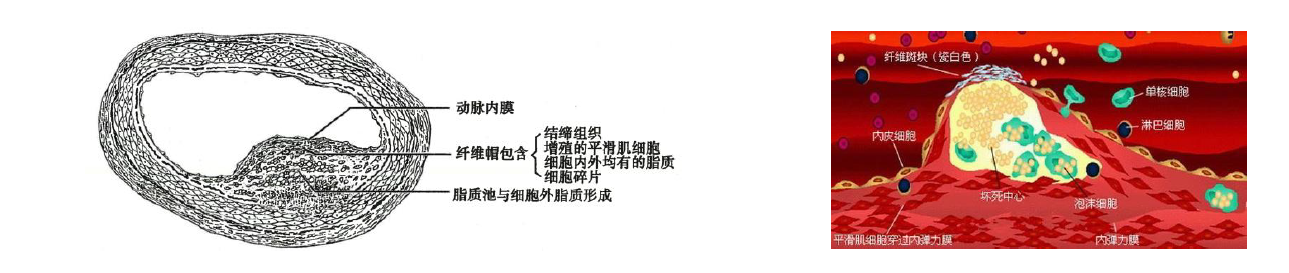 动脉内膜
纤维帽包含
结缔组织
增殖的平滑肌细胞
细胞内外均有的脂质
细胞碎片
脂质池与细胞外脂质形成
纤维斑块（瓷白色）
单核细胞
淋巴细胞
内皮细胞
坏死中心
泡沫细胞
平滑肌细胞穿过内弹力膜
内弹力膜